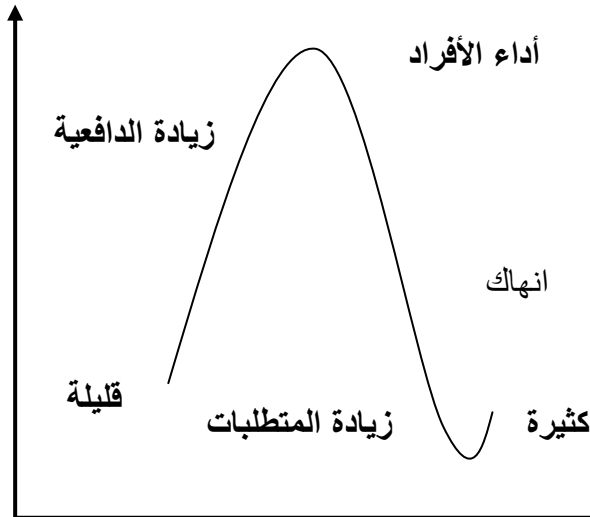 أداء الأفراد
زيادة الدافعية
انهاك
قليلة
زيادة المتطلبات
كثيرة